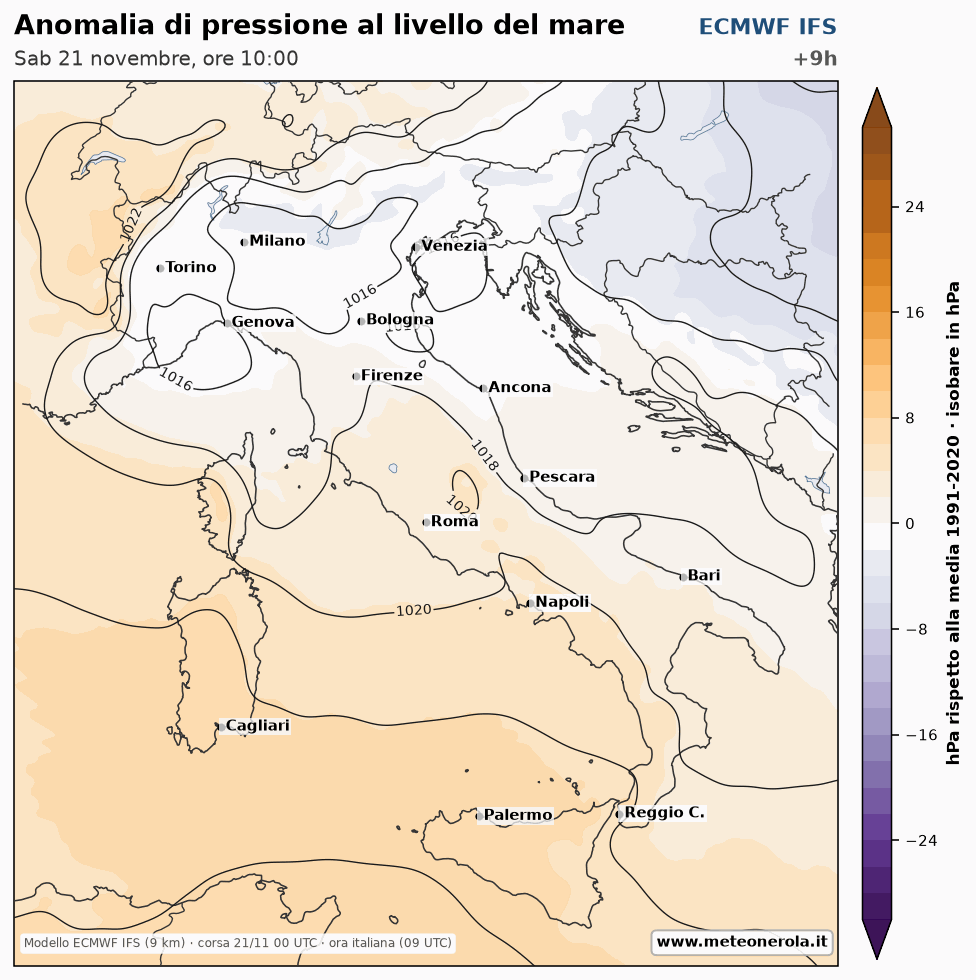 Anomalia di pressione al livello del mare
ECMWF IFS
Sab 21 novembre, ore 10:00
+9h
1022
Milano
Venezia
Torino
1016
Genova
Bologna
1016
Firenze
Ancona
1018
Pescara
1020
Roma
Bari
Napoli
1020
Cagliari
Palermo
Reggio C.
24
16
8
0
−8
−16
−24
hPa rispetto alla media 1991-2020 · isobare in hPa
Modello ECMWF IFS (9 km) · corsa 21/11 00 UTC · ora italiana (09 UTC)
www.meteonerola.it